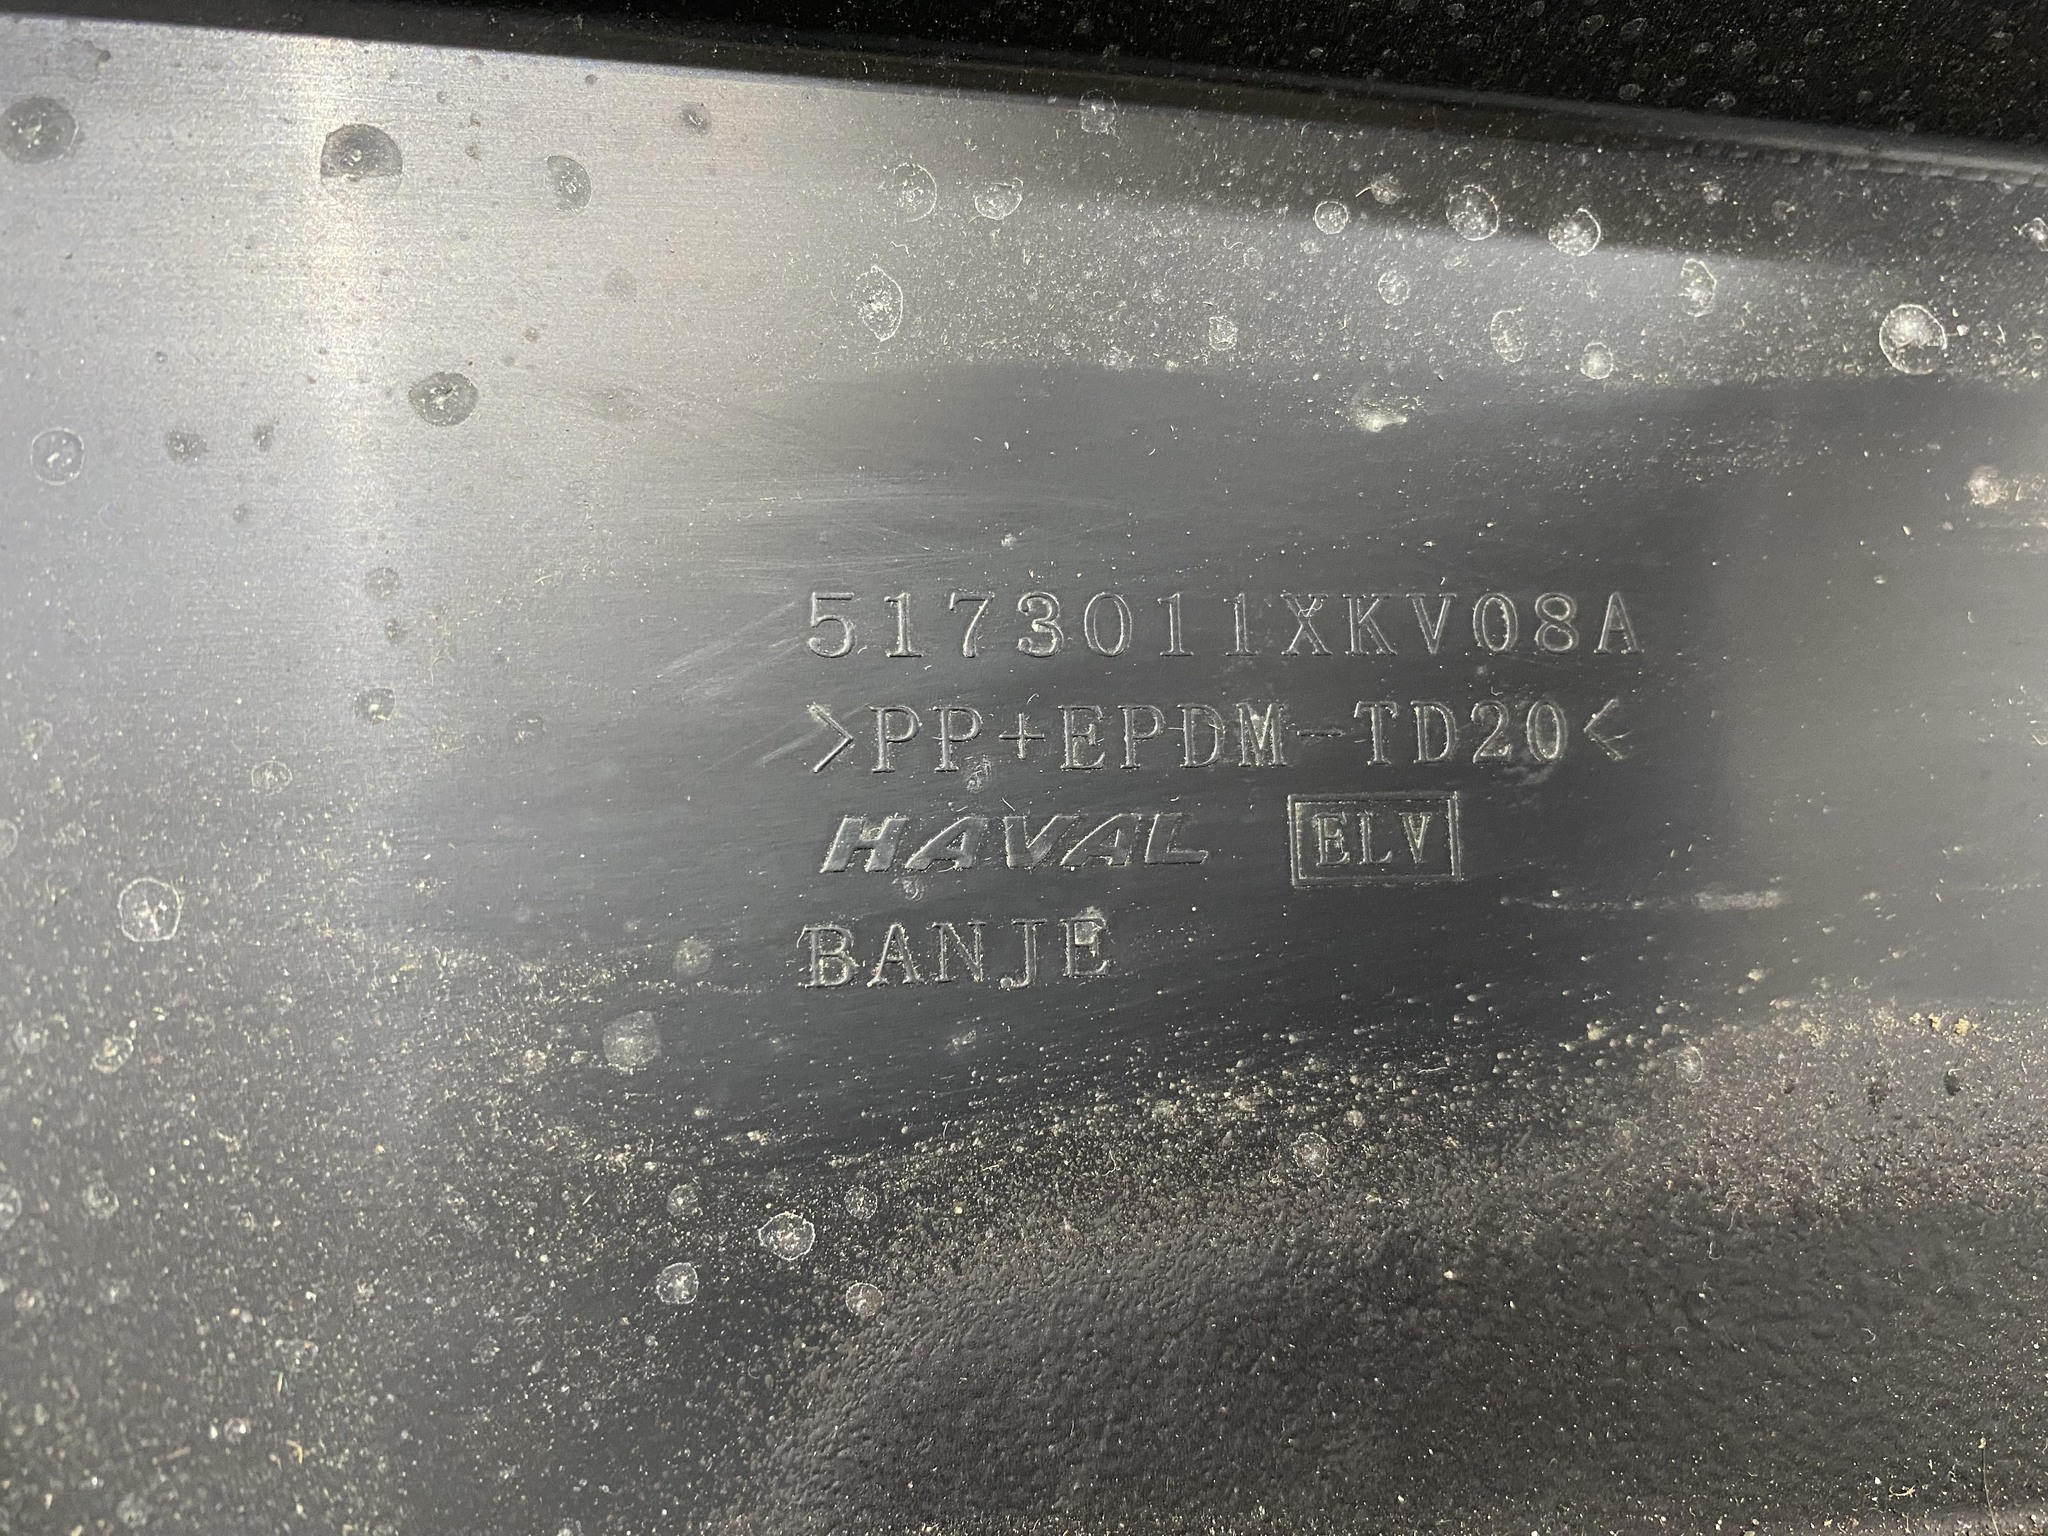 5173011XKV08A
>PP+EPDM-TD20<
HAVAL ELV
BANJE